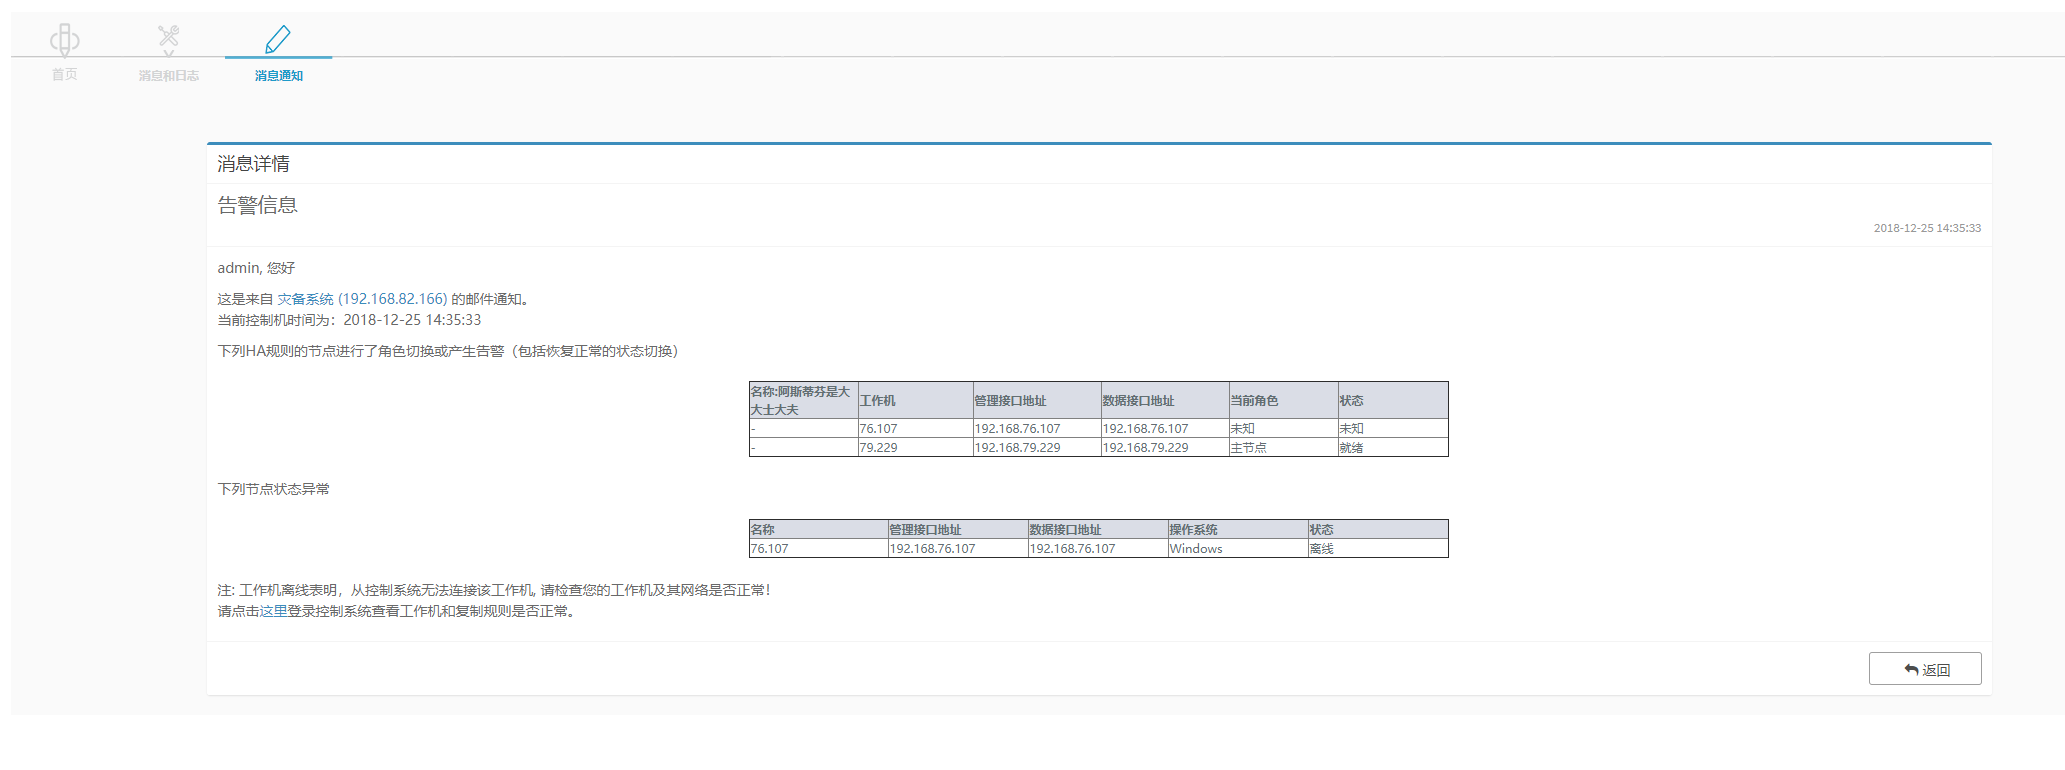 首页
消息和日志
消息通知
消息详情
告警信息
2018-12-25 14:35:33
admin, 您好
这是来自 灾备系统 (192.168.82.166) 的邮件通知。
当前控制机时间为：2018-12-25 14:35:33
下列HA规则的节点进行了角色切换或产生告警（包括恢复正常的状态切换）
名称:阿斯蒂芬是大大士大夫 工作机 管理接口地址 数据接口地址 当前角色 状态
- 76.107 192.168.76.107 192.168.76.107 未知 未知
- 79.229 192.168.79.229 192.168.79.229 主节点 就绪
下列节点状态异常
名称 管理接口地址 数据接口地址 操作系统 状态
76.107 192.168.76.107 192.168.76.107 Windows 离线
注: 工作机离线表明，从控制系统无法连接该工作机, 请检查您的工作机及其网络是否正常！
请点击这里登录控制系统查看工作机和复制规则是否正常。
返回